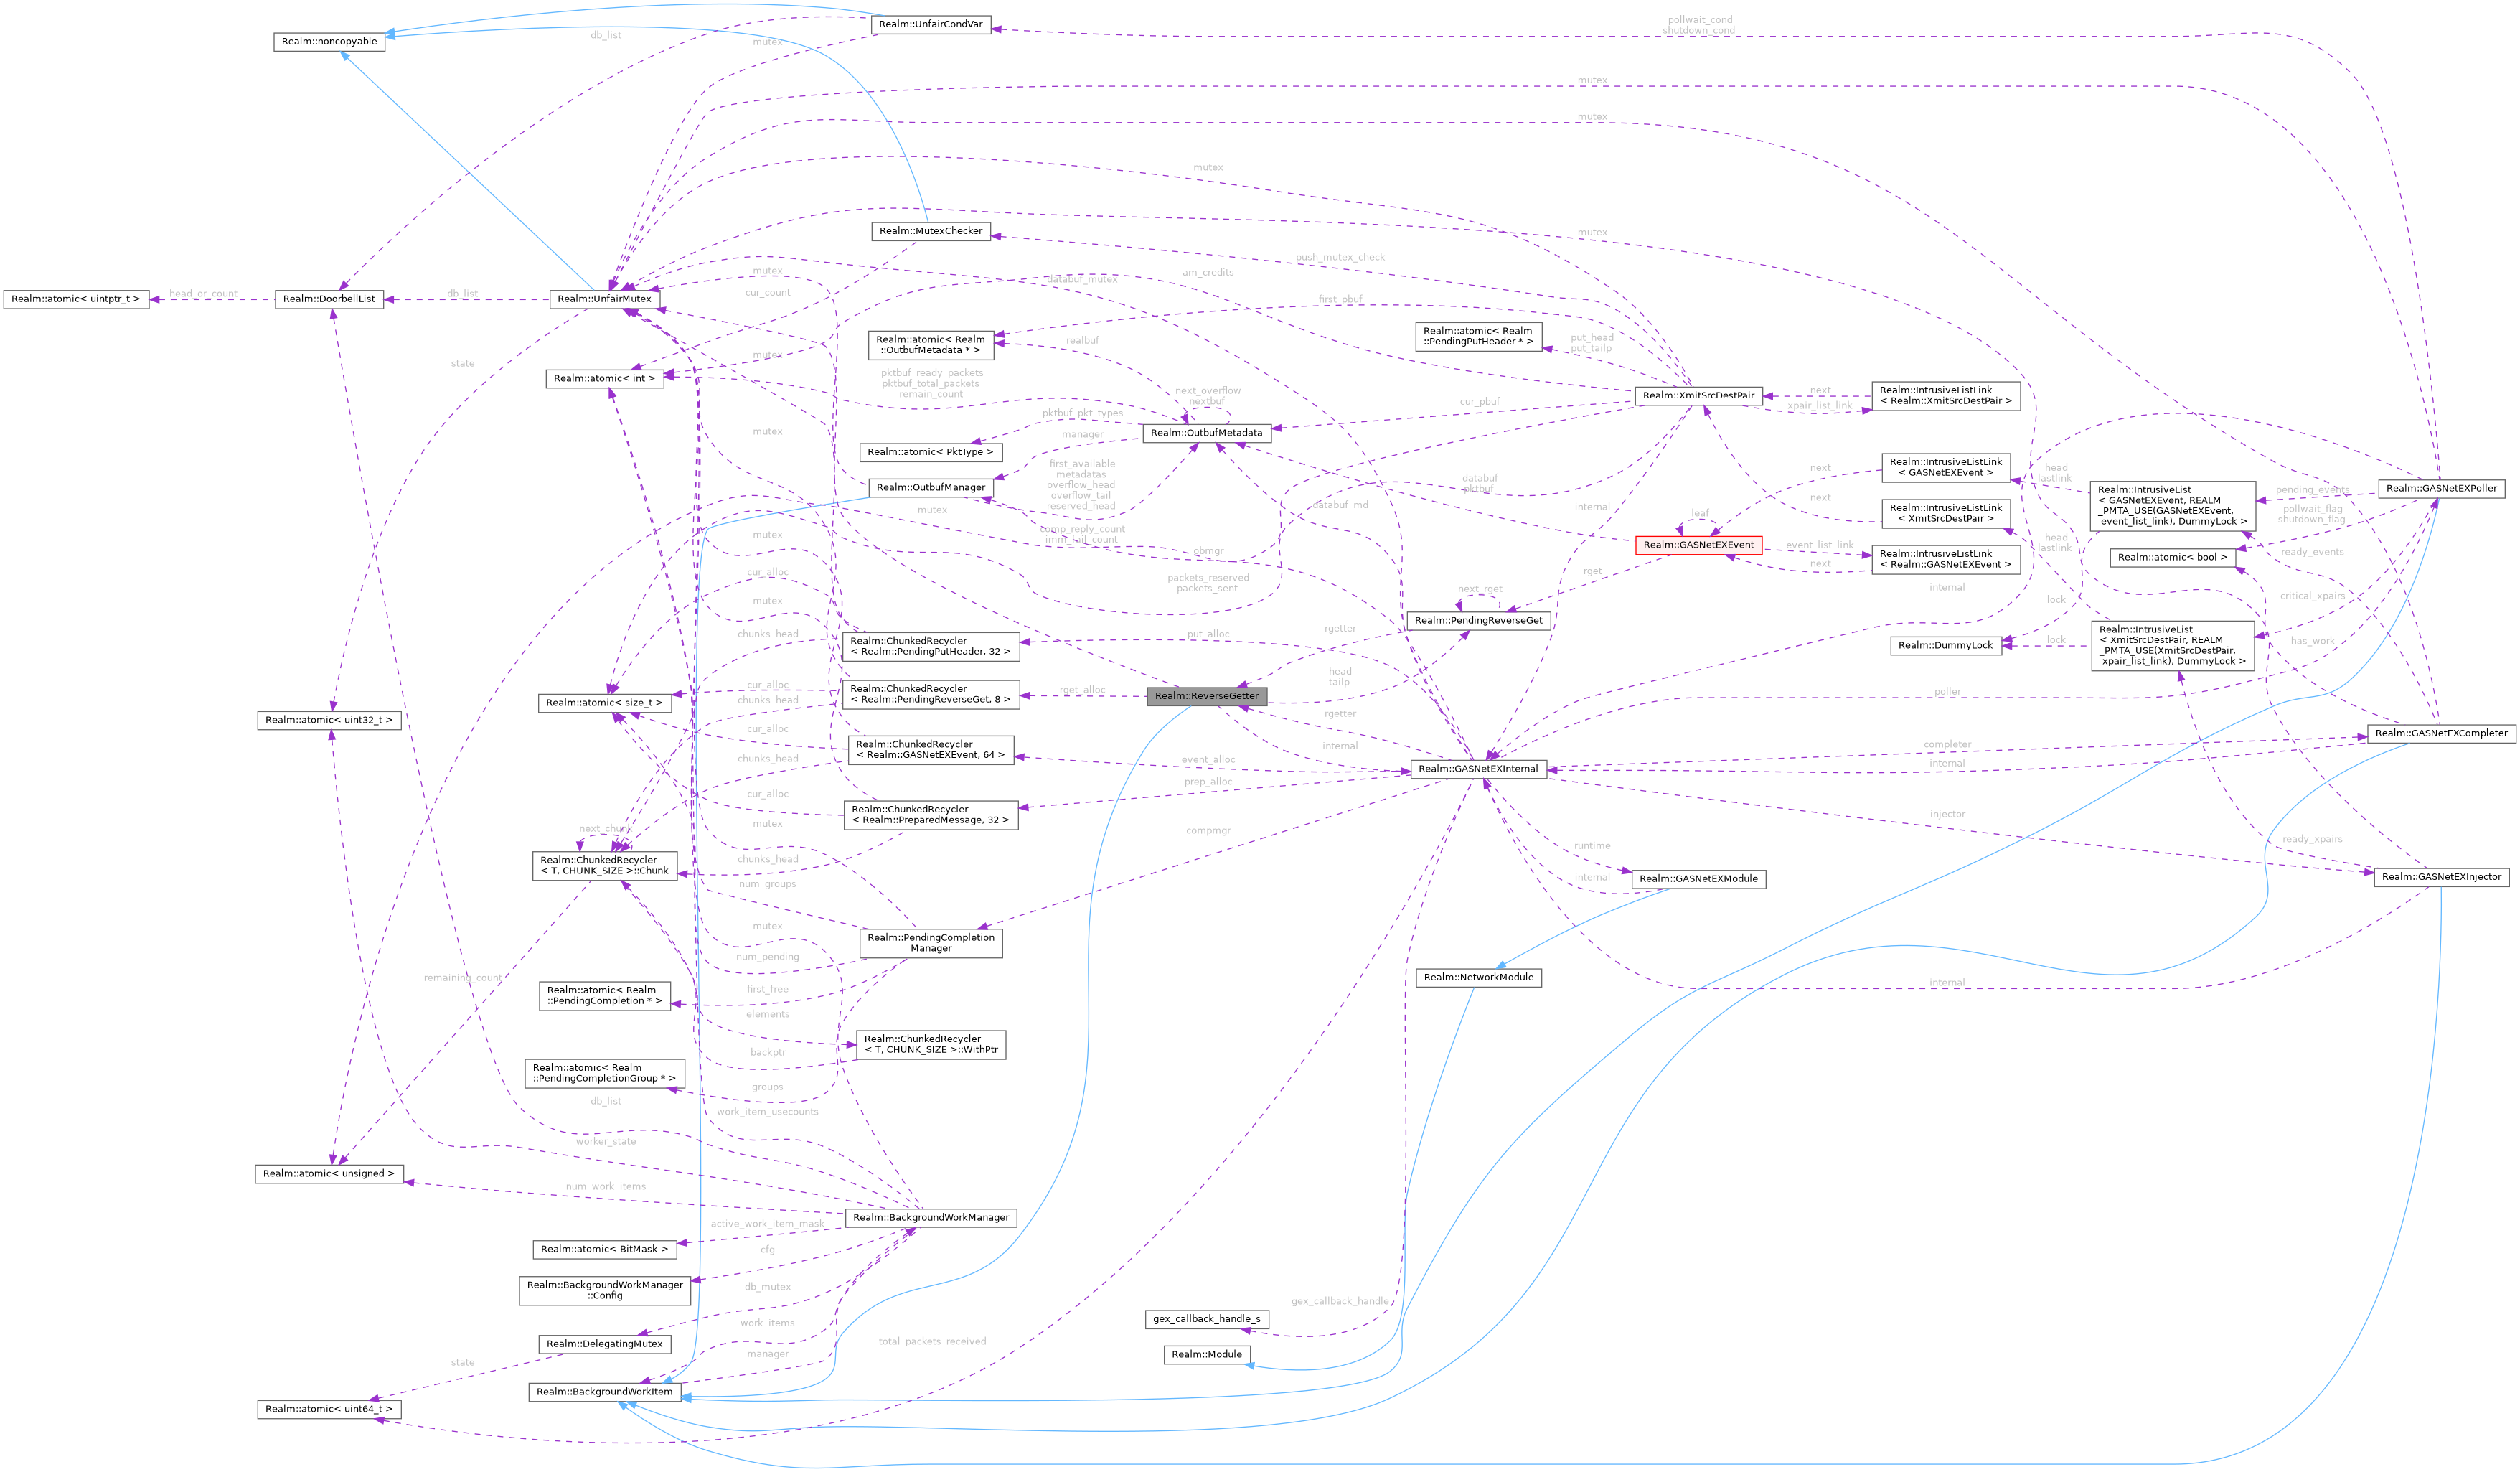 Realm::UnfairCondVar
pollwait_cond
shutdown_cond
db_list
mutex
Realm::noncopyable
mutex
mutex
mutex
Realm::MutexChecker
mutex
push_mutex_check
mutex
databuf_mutex
am_credits
cur_count
Realm::atomic< uintptr_t >
head_or_count
Realm::DoorbellList
db_list
Realm::UnfairMutex
first_pbuf
Realm::atomic< Realm
::OutbufMetadata * >
realbuf
Realm::atomic< Realm
::PendingPutHeader * >
put_head
put_tailp
mutex
state
Realm::atomic< int >
pktbuf_ready_packets
pktbuf_total_packets
remain_count
next_overflow
nextbuf
cur_pbuf
Realm::XmitSrcDestPair
next
xpair_list_link
Realm::IntrusiveListLink
< Realm::XmitSrcDestPair >
pktbuf_pkt_types
mutex
manager
Realm::OutbufMetadata
Realm::atomic< PktType >
first_available
metadatas
overflow_head
overflow_tail
reserved_head
Realm::OutbufManager
databuf
pktbuf
databuf_md
internal
next
Realm::IntrusiveListLink
< GASNetEXEvent >
head
lastlink
Realm::IntrusiveList
< GASNetEXEvent, REALM
_PMTA_USE(GASNetEXEvent,
event_list_link), DummyLock >
pending_events
Realm::GASNetEXPoller
mutex
next
Realm::IntrusiveListLink
< XmitSrcDestPair >
pollwait_flag
shutdown_flag
comp_reply_count
imm_fail_count
obmgr
leaf
Realm::GASNetEXEvent
event_list_link
next
Realm::IntrusiveListLink
< Realm::GASNetEXEvent >
head
lastlink
Realm::atomic< bool >
ready_events
mutex
cur_alloc
packets_reserved
packets_sent
rget
next_rget
internal
lock
critical_xpairs
mutex
Realm::PendingReverseGet
rgetter
put_alloc
chunks_head
Realm::ChunkedRecycler
< Realm::PendingPutHeader, 32 >
Realm::DummyLock
lock
Realm::IntrusiveList
< XmitSrcDestPair, REALM
_PMTA_USE(XmitSrcDestPair,
xpair_list_link), DummyLock >
has_work
cur_alloc
chunks_head
Realm::atomic< size_t >
Realm::ChunkedRecycler
< Realm::PendingReverseGet, 8 >
rget_alloc
Realm::ReverseGetter
head
tailp
poller
Realm::atomic< uint32_t >
cur_alloc
Realm::ChunkedRecycler
< Realm::GASNetEXEvent, 64 >
rgetter
internal
completer
internal
Realm::GASNetEXCompleter
chunks_head
event_alloc
Realm::GASNetEXInternal
prep_alloc
cur_alloc
Realm::ChunkedRecycler
< Realm::PreparedMessage, 32 >
injector
next_chunk
mutex
compmgr
runtime
ready_xpairs
Realm::ChunkedRecycler
< T, CHUNK_SIZE >::Chunk
chunks_head
num_groups
internal
Realm::GASNetEXModule
Realm::GASNetEXInjector
mutex
Realm::PendingCompletion
Manager
num_pending
remaining_count
Realm::NetworkModule
internal
Realm::atomic< Realm
::PendingCompletion * >
first_free
elements
Realm::ChunkedRecycler
< T, CHUNK_SIZE >::WithPtr
backptr
Realm::atomic< Realm
::PendingCompletionGroup * >
groups
db_list
work_item_usecounts
worker_state
Realm::atomic< unsigned >
num_work_items
Realm::BackgroundWorkManager
active_work_item_mask
Realm::atomic< BitMask >
cfg
Realm::BackgroundWorkManager
::Config
db_mutex
gex_callback_handle
gex_callback_handle_s
work_items
total_packets_received
Realm::DelegatingMutex
manager
Realm::Module
state
Realm::BackgroundWorkItem
Realm::atomic< uint64_t >